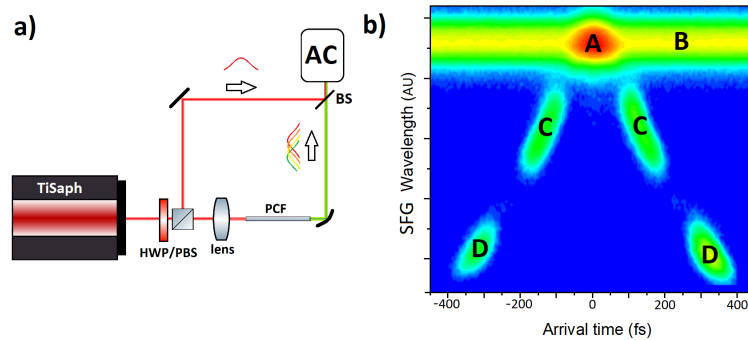 a)
AC
BS
TiSaph
PCF
HWP/PBS
lens
b)
A
B
C
C
D
D
SFG Wavelength (AU)
-400
-200
0
200
400
Arrival time (fs)